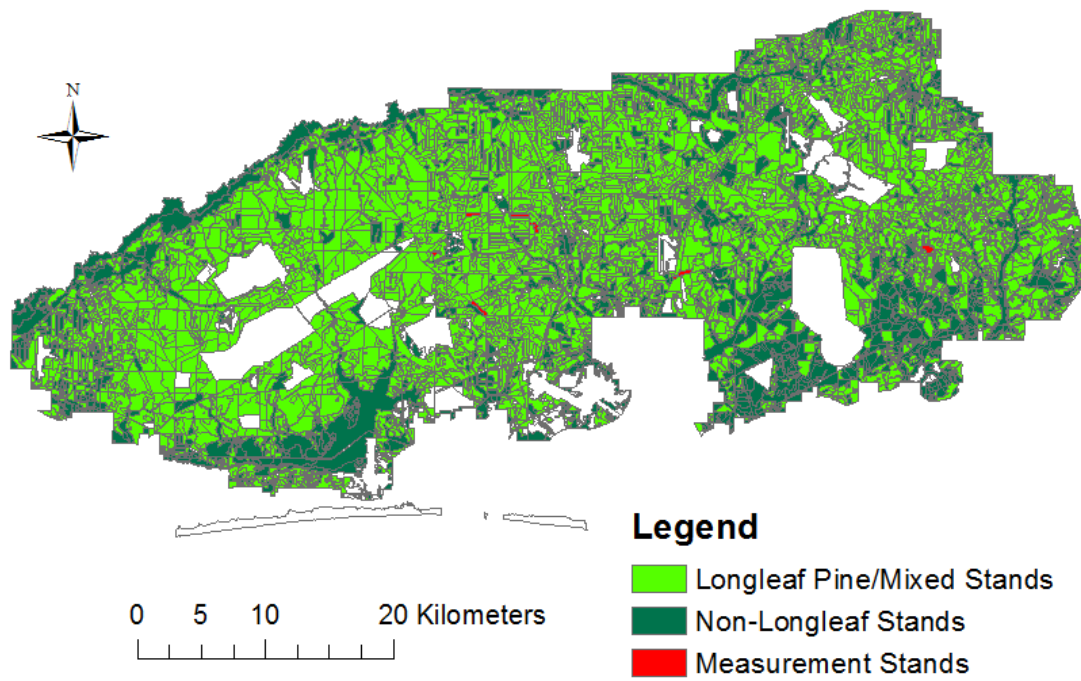 N
Legend
Longleaf Pine/Mixed Stands
Non-Longleaf Stands
Measurement Stands
0 5 10 20 Kilometers